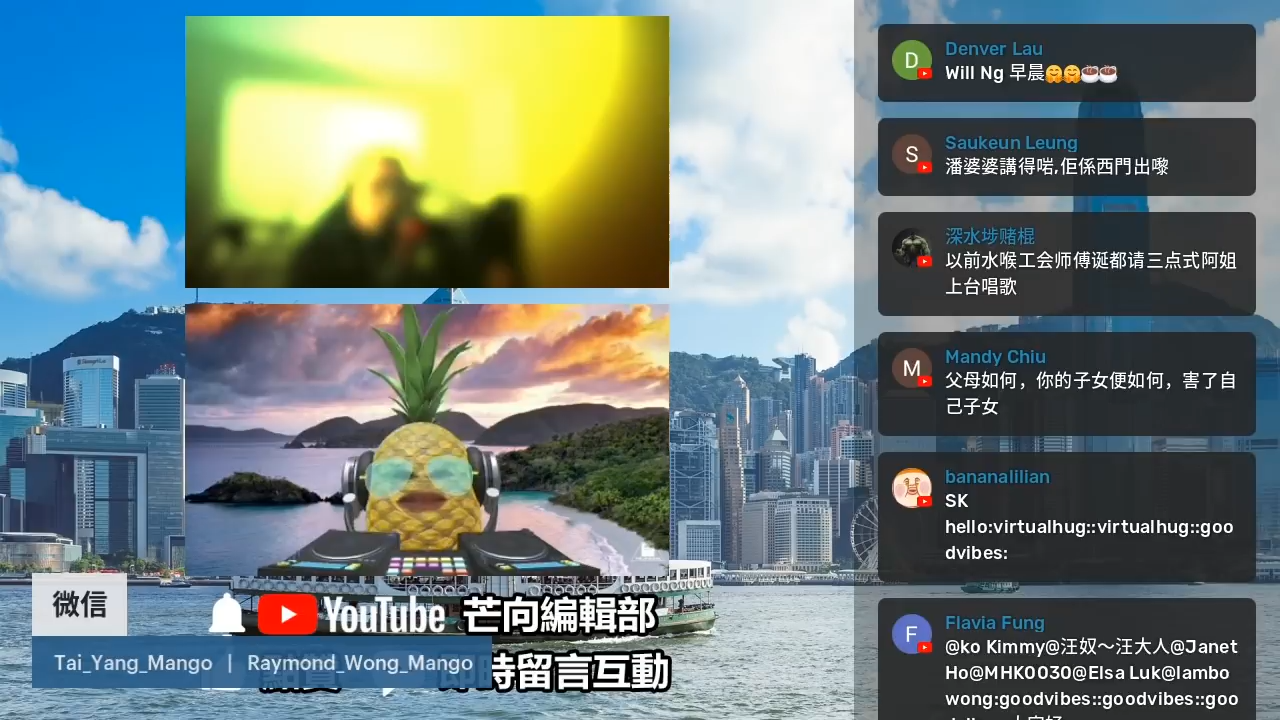 Denver Lau
Will Ng 早晨🤗🤗☕☕
Saukeun Leung
潘婆婆講得啱,佢係西門出嚟
深水埗赌棍
以前水喉工会师傅诞都请三点式阿姐
上台唱歌
Mandy Chiu
父母如何，你的子女便如何，害了自
己子女
bananalilian
SK
hello:virtualhug::virtualhug::goo
dvibes:
Flavia Fung
@ko Kimmy@汪奴～汪大人@Janet
Ho@MHK0030@Elsa Luk@lambo
wong:goodvibes::goodvibes::goo
微信
YouTube 芒向編輯部
Tai_Yang_Mango | Raymond_Wong_Mango
即時留言互動